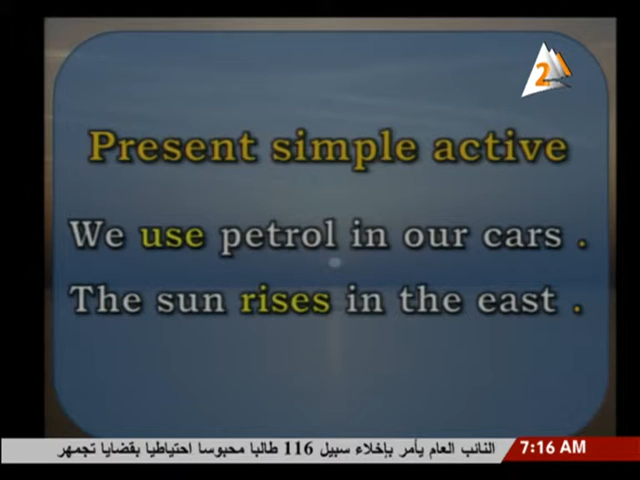 2
Present simple active
We use petrol in our cars .
The sun rises in the east .
النائب العام يأمر بإخلاء سبيل 116 طالبا محبوسا احتياطيا بقضايا تجمهر
7:16 AM